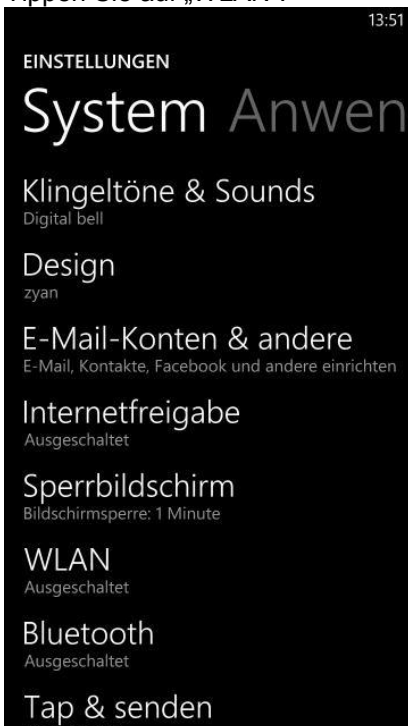 Tippen Sie auf „WLAN“.
13:51
EINSTELLUNGEN
System Anwen
Klingeltöne & Sounds
Digital bell
Design
zyan
E-Mail-Konten & andere
E-Mail, Kontakte, Facebook und andere einrichten
Internetfreigabe
Ausgeschaltet
Sperrbildschirm
Bildschirmsperre: 1 Minute
WLAN
Ausgeschaltet
Bluetooth
Ausgeschaltet
Tap & senden